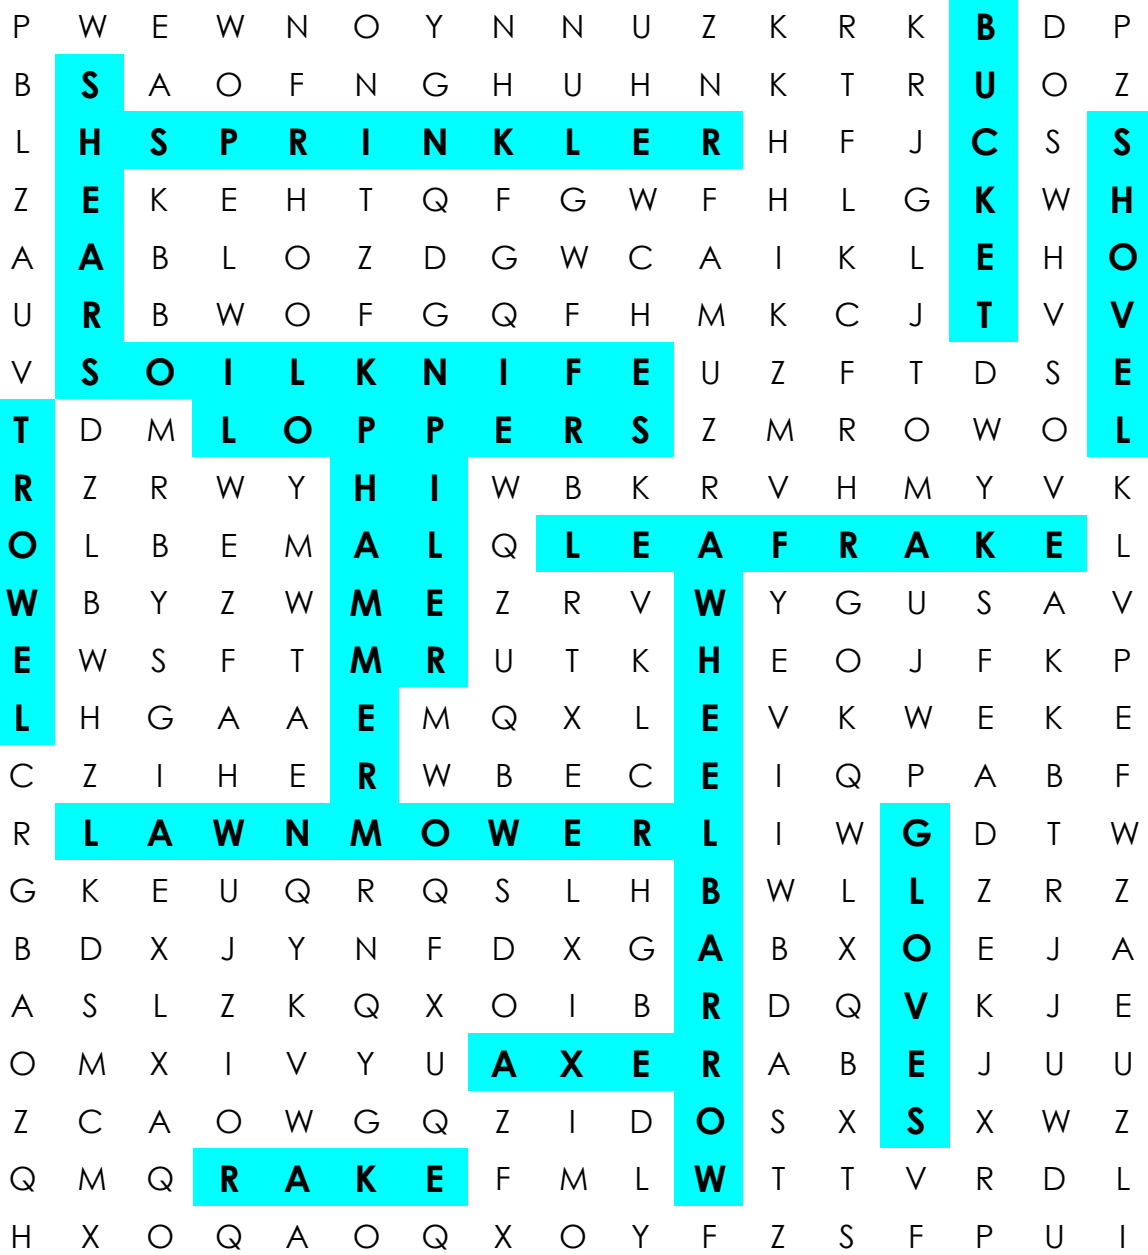 P W E W N O Y N N U Z K R K B D P
B S A O F N G H U H N K T R U O Z
L H S P R I N K L E R H F J C S S
Z E K E H T Q F G W F H L G K W H
A A B L O Z D G W C A I K L E H O
U R B W O F G Q F H M K C J T V V
V S O I L K N I F E U Z F T D S E
T D M L O P P E R S Z M R O W O L
R Z R W Y H I W B K R V H M Y V K
O L B E M A L Q L E A F R A K E L
W B Y Z W M E Z R V W Y G U S A V
E W S F T M R U T K H E O J F K P
L H G A A E M Q X L E V K W E K E
C Z I H E R W B E C E I Q P A B F
R L A W N M O W E R L I W G D T W
G K E U Q R Q S L H B W L L Z R Z
B D X J Y N F D X G A B X O E J A
A S L Z K Q X O I B R D Q V K J E
O M X I V Y U A X E R A B E J U U
Z C A O W G Q Z I D O S X S X W Z
Q M Q R A K E F M L W T T V R D L
H X O Q A O Q X O Y F Z S F P U I